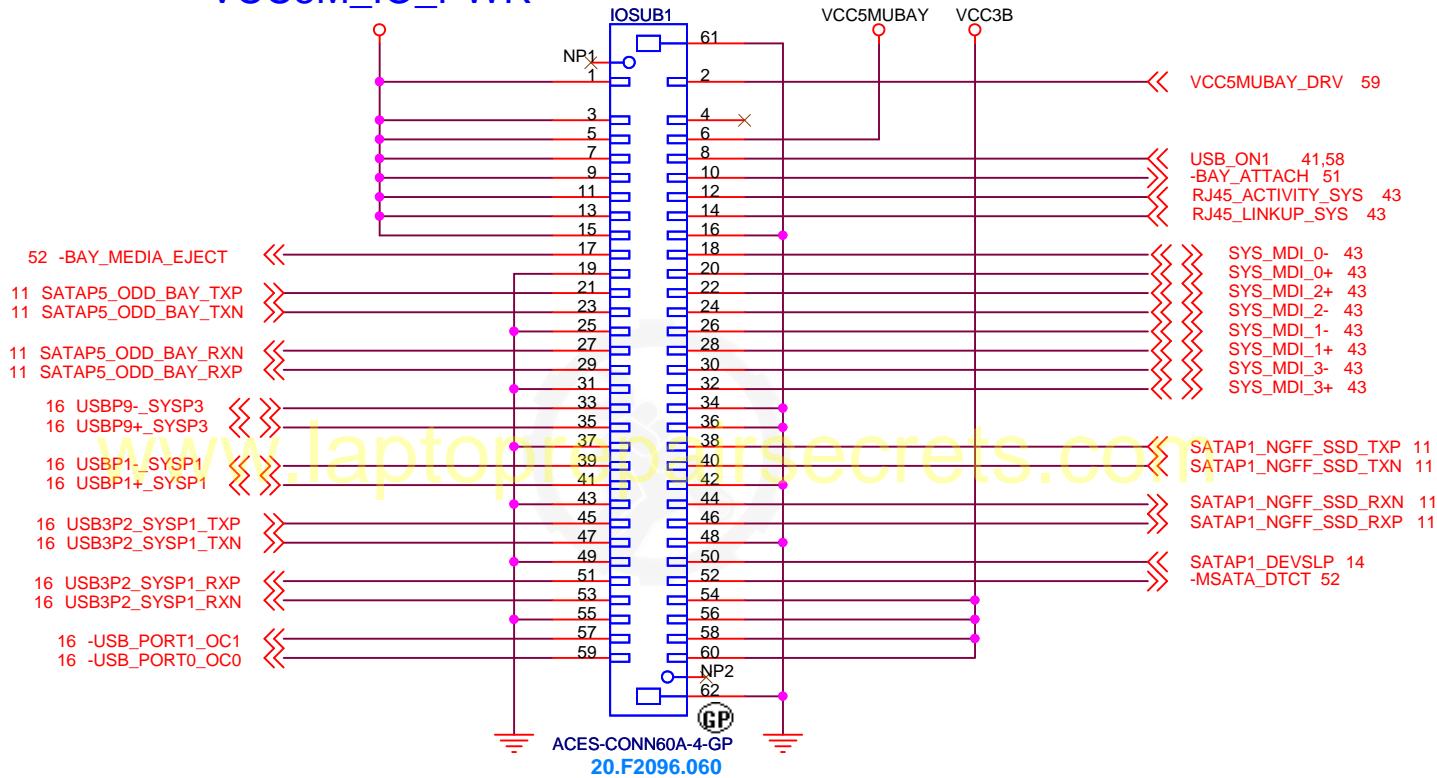 IOSUB1
VCC5MUBAY VCC3B
61
NP1
1
2
VCC5MUBAY_DRV 59
3
4
5
6
7
8
USB_ON1 41,58
9
10
-BAY_ATTACH 51
11
12
RJ45_ACTIVITY_SYS 43
13
14
RJ45_LINKUP_SYS 43
15
16
52 -BAY_MEDIA_EJECT
17
18
SYS_MDI_0- 43
19
20
SYS_MDI_0+ 43
11 SATAP5_ODD_BAY_TXP
21
22
SYS_MDI_2+ 43
11 SATAP5_ODD_BAY_TXN
23
24
SYS_MDI_2- 43
25
26
SYS_MDI_1- 43
11 SATAP5_ODD_BAY_RXN
27
28
SYS_MDI_1+ 43
11 SATAP5_ODD_BAY_RXP
29
30
SYS_MDI_3- 43
31
32
SYS_MDI_3+ 43
16 USBP9-_SYSP3
33
34
16 USBP9+_SYSP3
35
36
www.laptoprepairsecrets.com
37
38
SATAP1_NGFF_SSD_TXP 11
16 USBP1-_SYSP1
39
40
SATAP1_NGFF_SSD_TXN 11
16 USBP1+_SYSP1
41
42
43
44
SATAP1_NGFF_SSD_RXN 11
16 USB3P2_SYSP1_TXP
45
46
SATAP1_NGFF_SSD_RXP 11
16 USB3P2_SYSP1_TXN
47
48
49
50
SATAP1_DEVSLP 14
16 USB3P2_SYSP1_RXP
51
52
-MSATA_DTCT 52
16 USB3P2_SYSP1_RXN
53
54
55
56
16 -USB_PORT1_OC1
57
58
16 -USB_PORT0_OC0
59
60
NP2
62
GP
ACES-CONN60A-4-GP
20.F2096.060